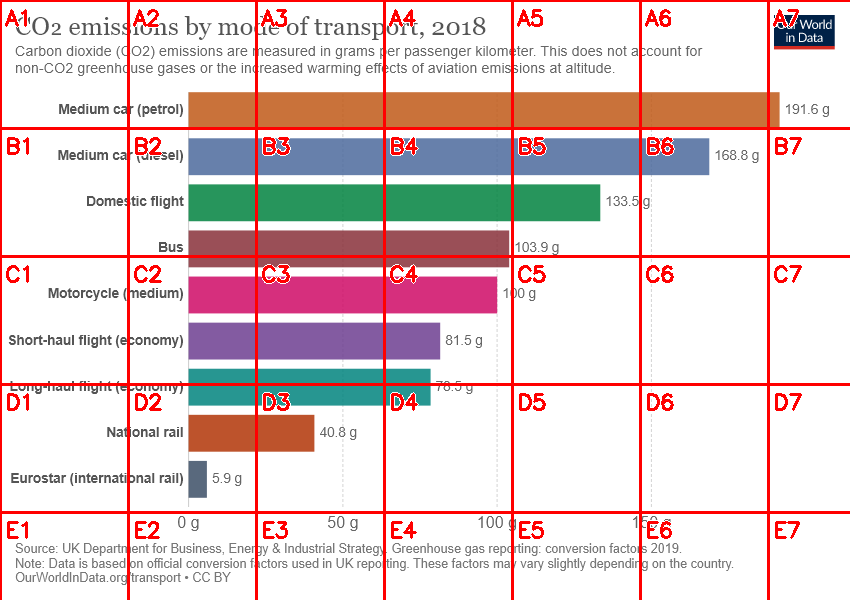 CO2 emissions by mode of transport, 2018
Our World
in Data
Carbon dioxide (CO2) emissions are measured in grams per passenger kilometer. This does not account for
non-CO2 greenhouse gases or the increased warming effects of aviation emissions at altitude.
Medium car (petrol) 191.6 g
Medium car (diesel) 168.8 g
Domestic flight 133.5 g
Bus 103.9 g
Motorcycle (medium) 100 g
Short-haul flight (economy) 81.5 g
Long-haul flight (economy) 78.5 g
National rail 40.8 g
Eurostar (international rail) 5.9 g
0 g 50 g 100 g 150 g
Source: UK Department for Business, Energy & Industrial Strategy. Greenhouse gas reporting: conversion factors 2019.
Note: Data is based on official conversion factors used in UK reporting. These factors may vary slightly depending on the country.
OurWorldInData.org/transport • CC BY
A1 A2 A3 A4 A5 A6 A7
B1 B2 B3 B4 B5 B6 B7
C1 C2 C3 C4 C5 C6 C7
D1 D2 D3 D4 D5 D6 D7
E1 E2 E3 E4 E5 E6 E7